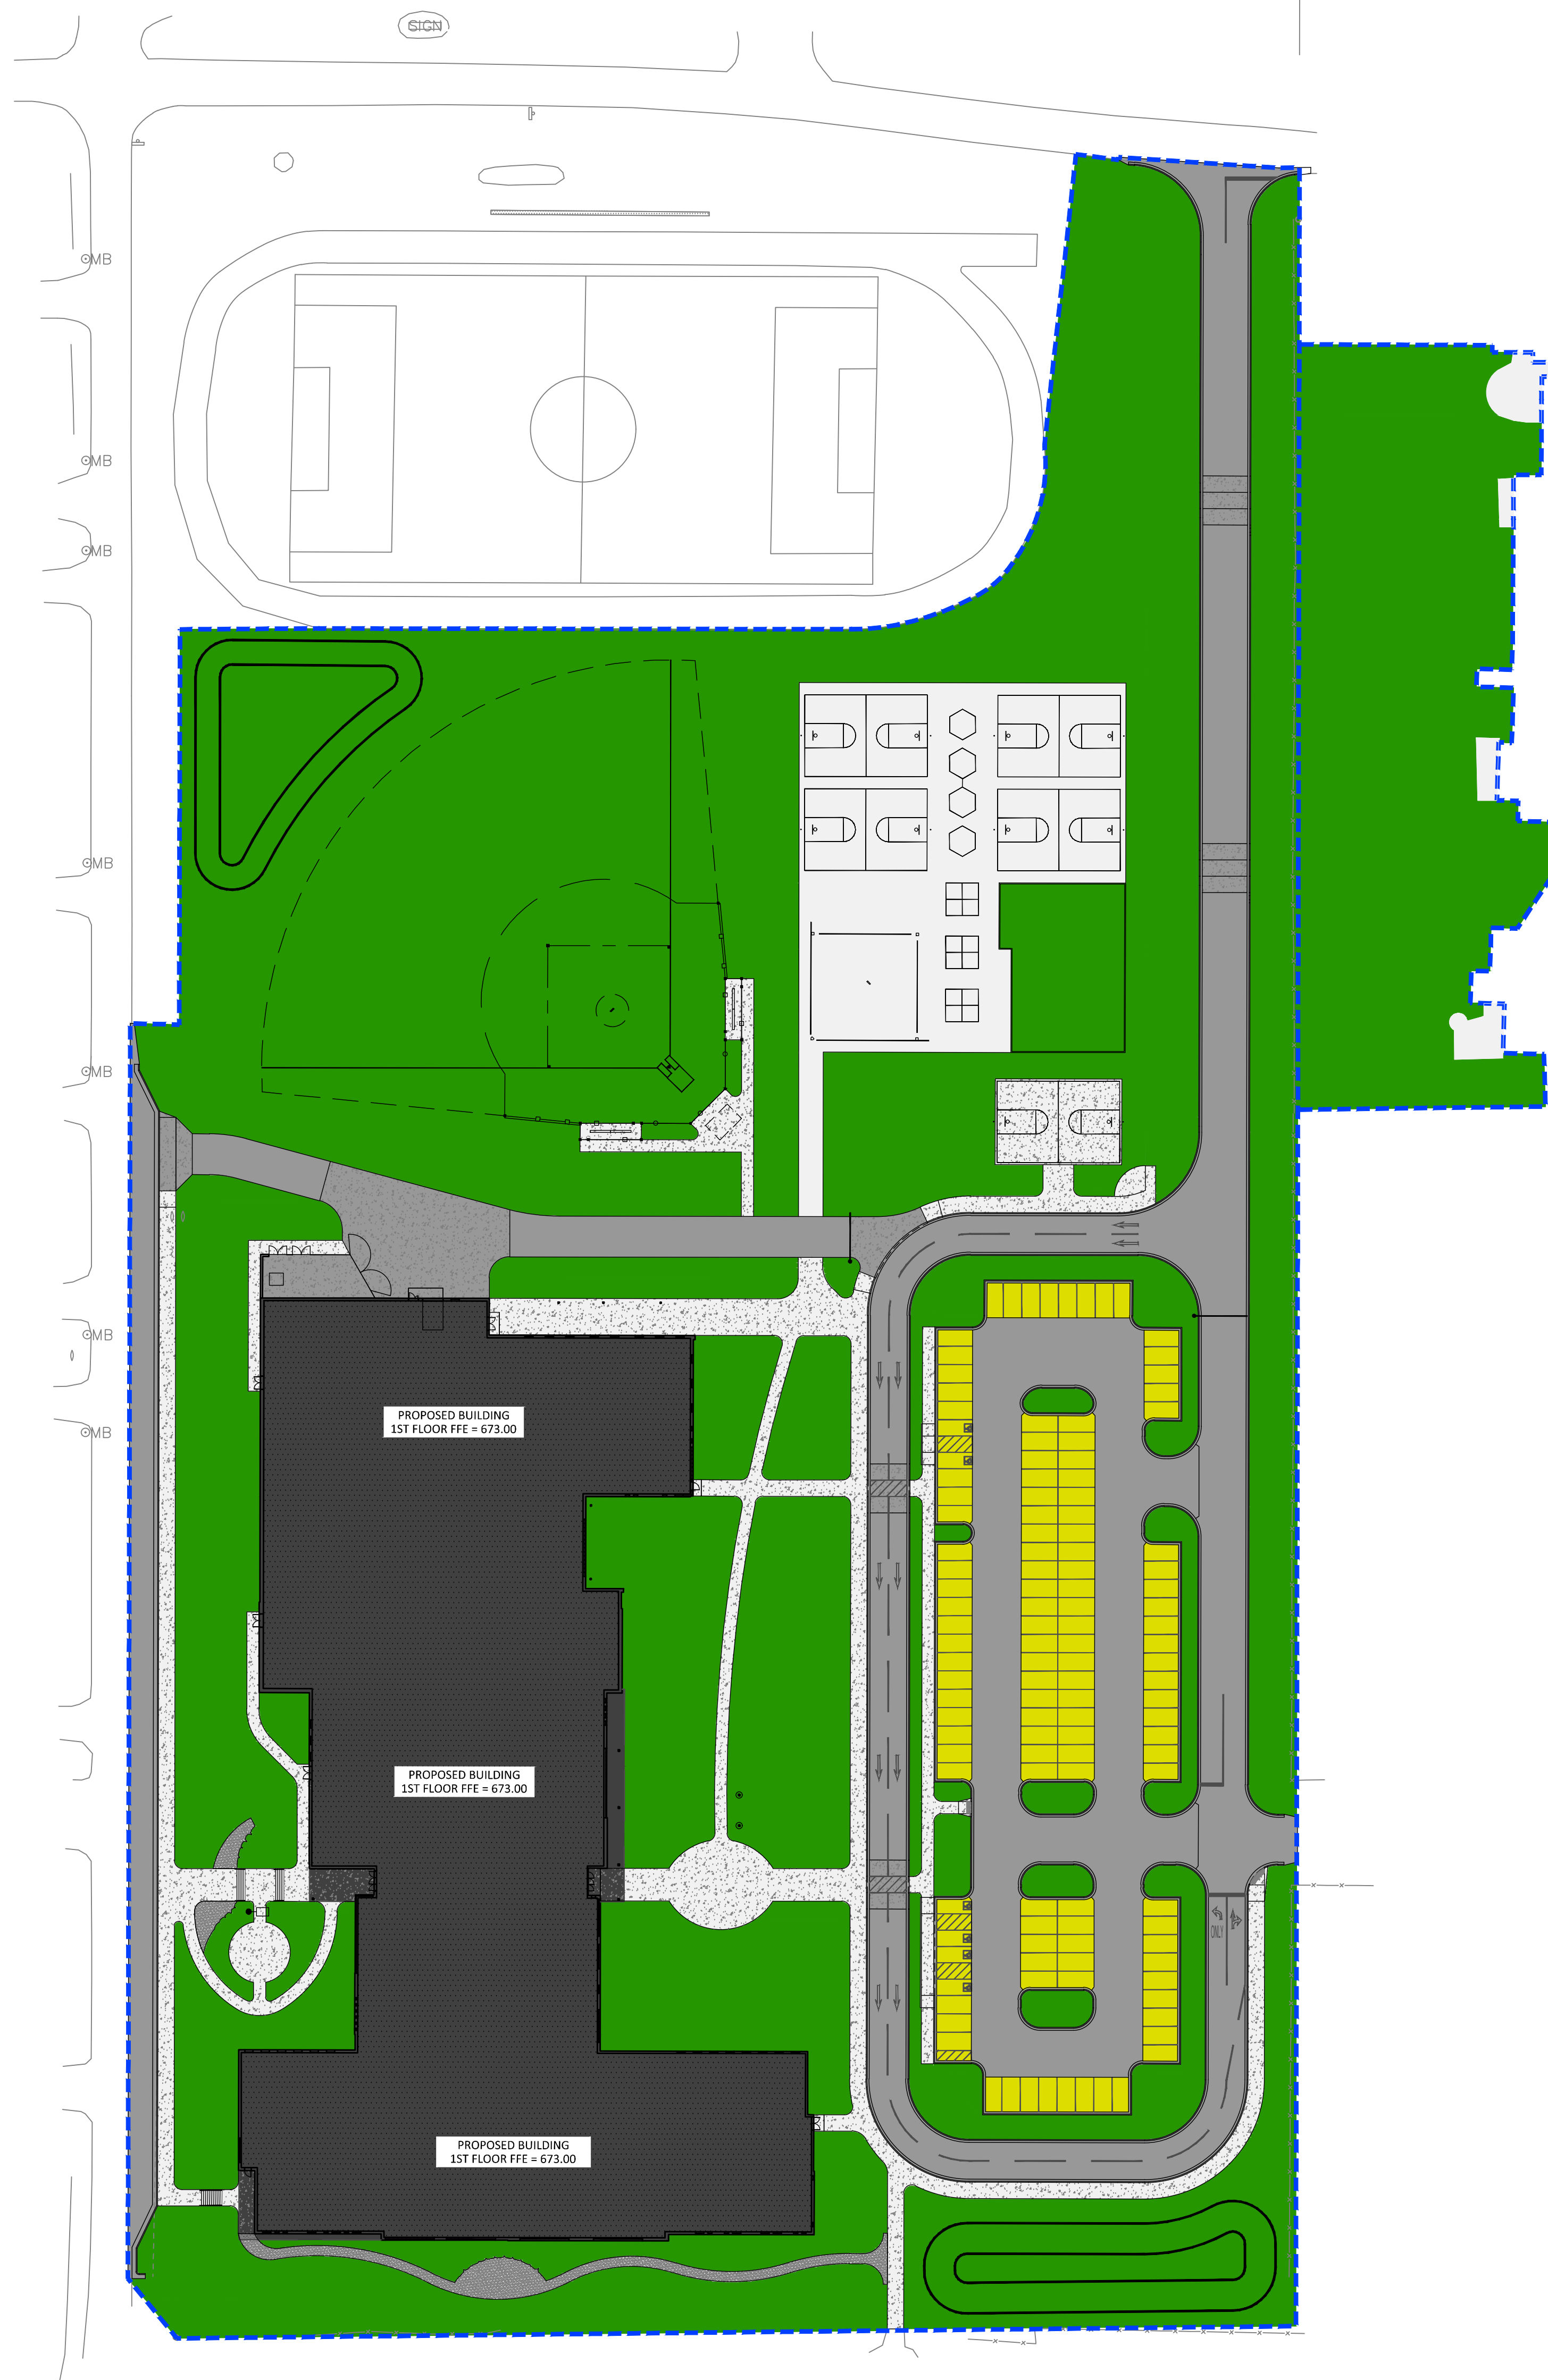 SIGN
MB
MB
MB
MB
MB
MB
MB
PROPOSED BUILDING
1ST FLOOR FFE = 673.00
PROPOSED BUILDING
1ST FLOOR FFE = 673.00
ONLY
PROPOSED BUILDING
1ST FLOOR FFE = 673.00